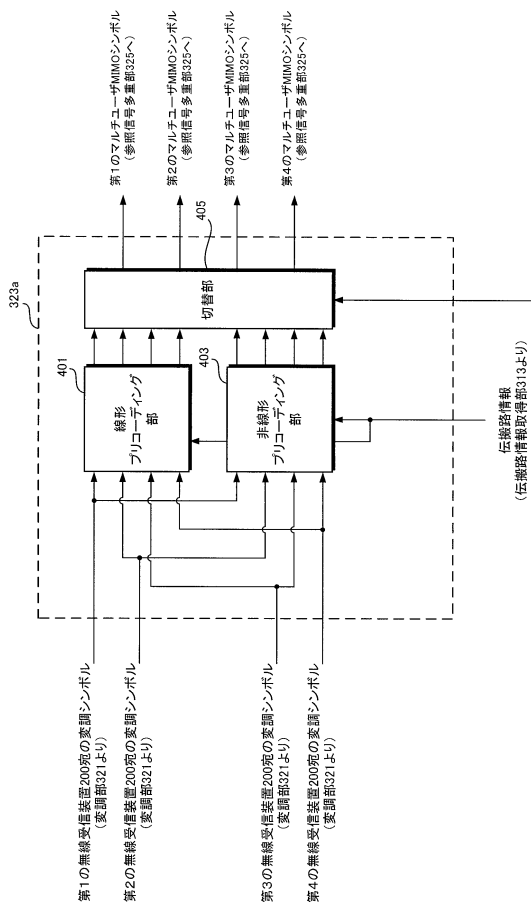 323a
第1の無線受信装置200宛の変調シンボル
(変調部321より)
第2の無線受信装置200宛の変調シンボル
(変調部321より)
第3の無線受信装置200宛の変調シンボル
(変調部321より)
第4の無線受信装置200宛の変調シンボル
(変調部321より)
401
線形
プリコーディング
部
403
非線形
プリコーディング
部
405
切替部
第1のマルチユーザMIMOシンボル
(参照信号多重部325へ)
第2のマルチユーザMIMOシンボル
(参照信号多重部325へ)
第3のマルチユーザMIMOシンボル
(参照信号多重部325へ)
第4のマルチユーザMIMOシンボル
(参照信号多重部325へ)
伝搬路情報
(伝搬路情報取得部313より)